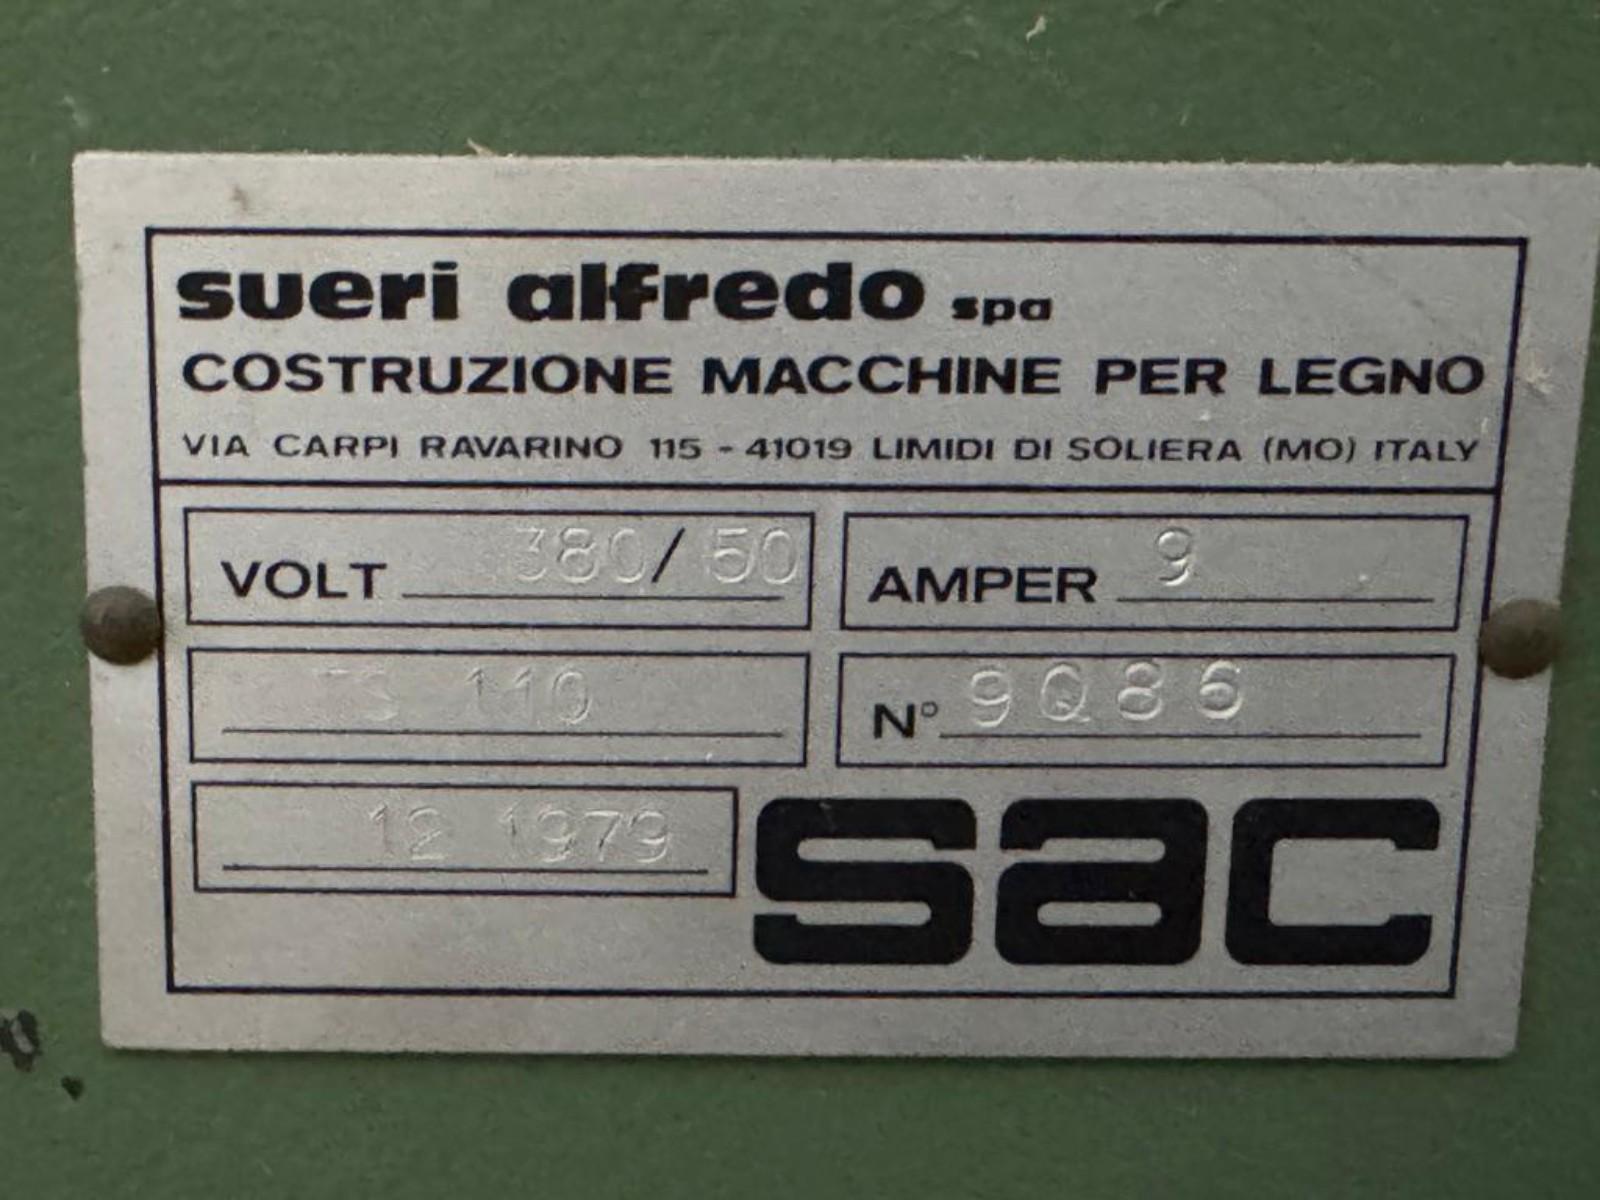 sueri alfredo spa
COSTRUZIONE MACCHINE PER LEGNO
VIA CARPI RAVARINO 115 - 41019 LIMIDI DI SOLIERA (MO) ITALY
VOLT 380/50 AMPER 9
TS 110 N° 9086
12 1979
sac